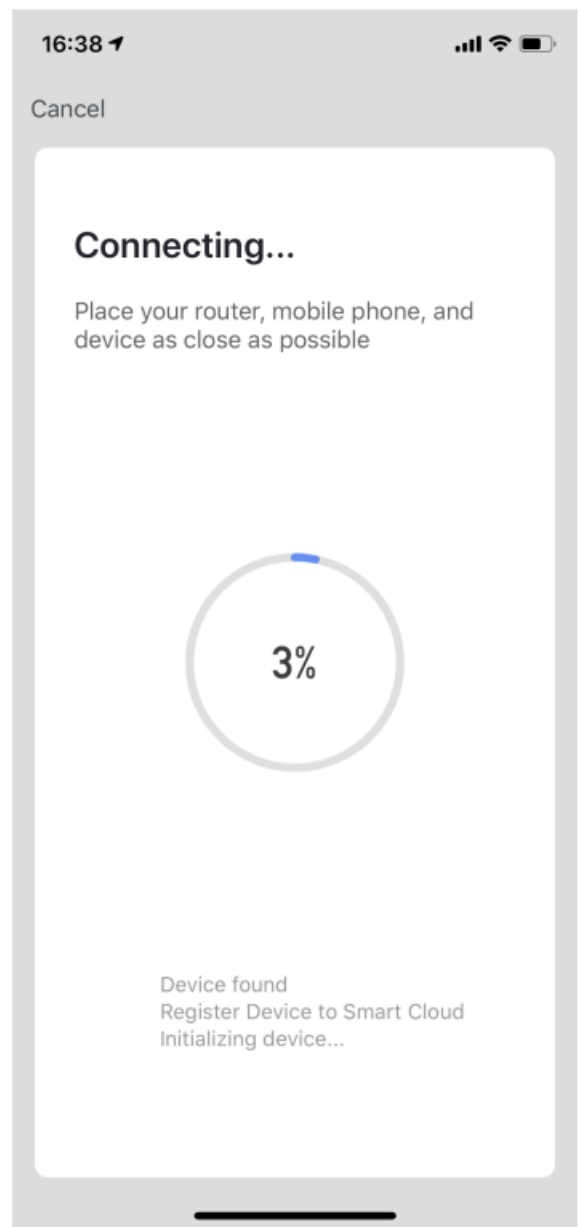 16:38
Cancel
Connecting...
Place your router, mobile phone, and
device as close as possible
3%
Device found
Register Device to Smart Cloud
Initializing device...